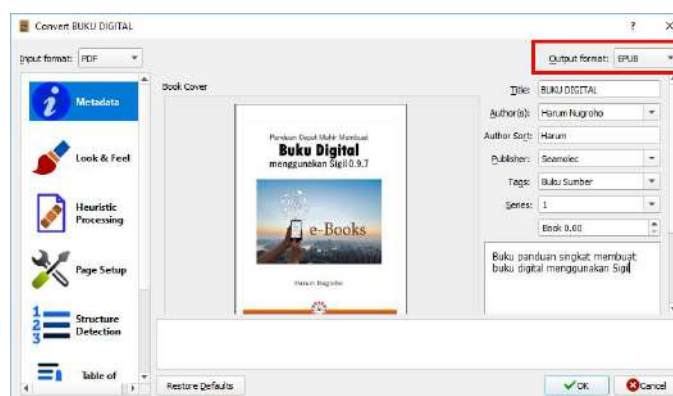 Convert BUKU DIGITAL
?
Input format: PDF
Output format: EPUB
Metadata
Look & Feel
Heuristic
Processing
Page Setup
1
2
3
Structure
Detection
Table of
Book Cover
Panduan Cepat Mahir Membuat
Buku Digital
menggunakan Sigil 0.9.7
e-Books
Harum Nugroho
Title: BUKU DIGITAL
Author(s): Harum Nugroho
Author Sort: Harum
Publisher: Seamolec
Tags: Buku Sumber
Series: 1
Book 0.00
Buku panduan singkat membuat
buku digital menggunakan Sigil
Restore Defaults
OK
Cancel